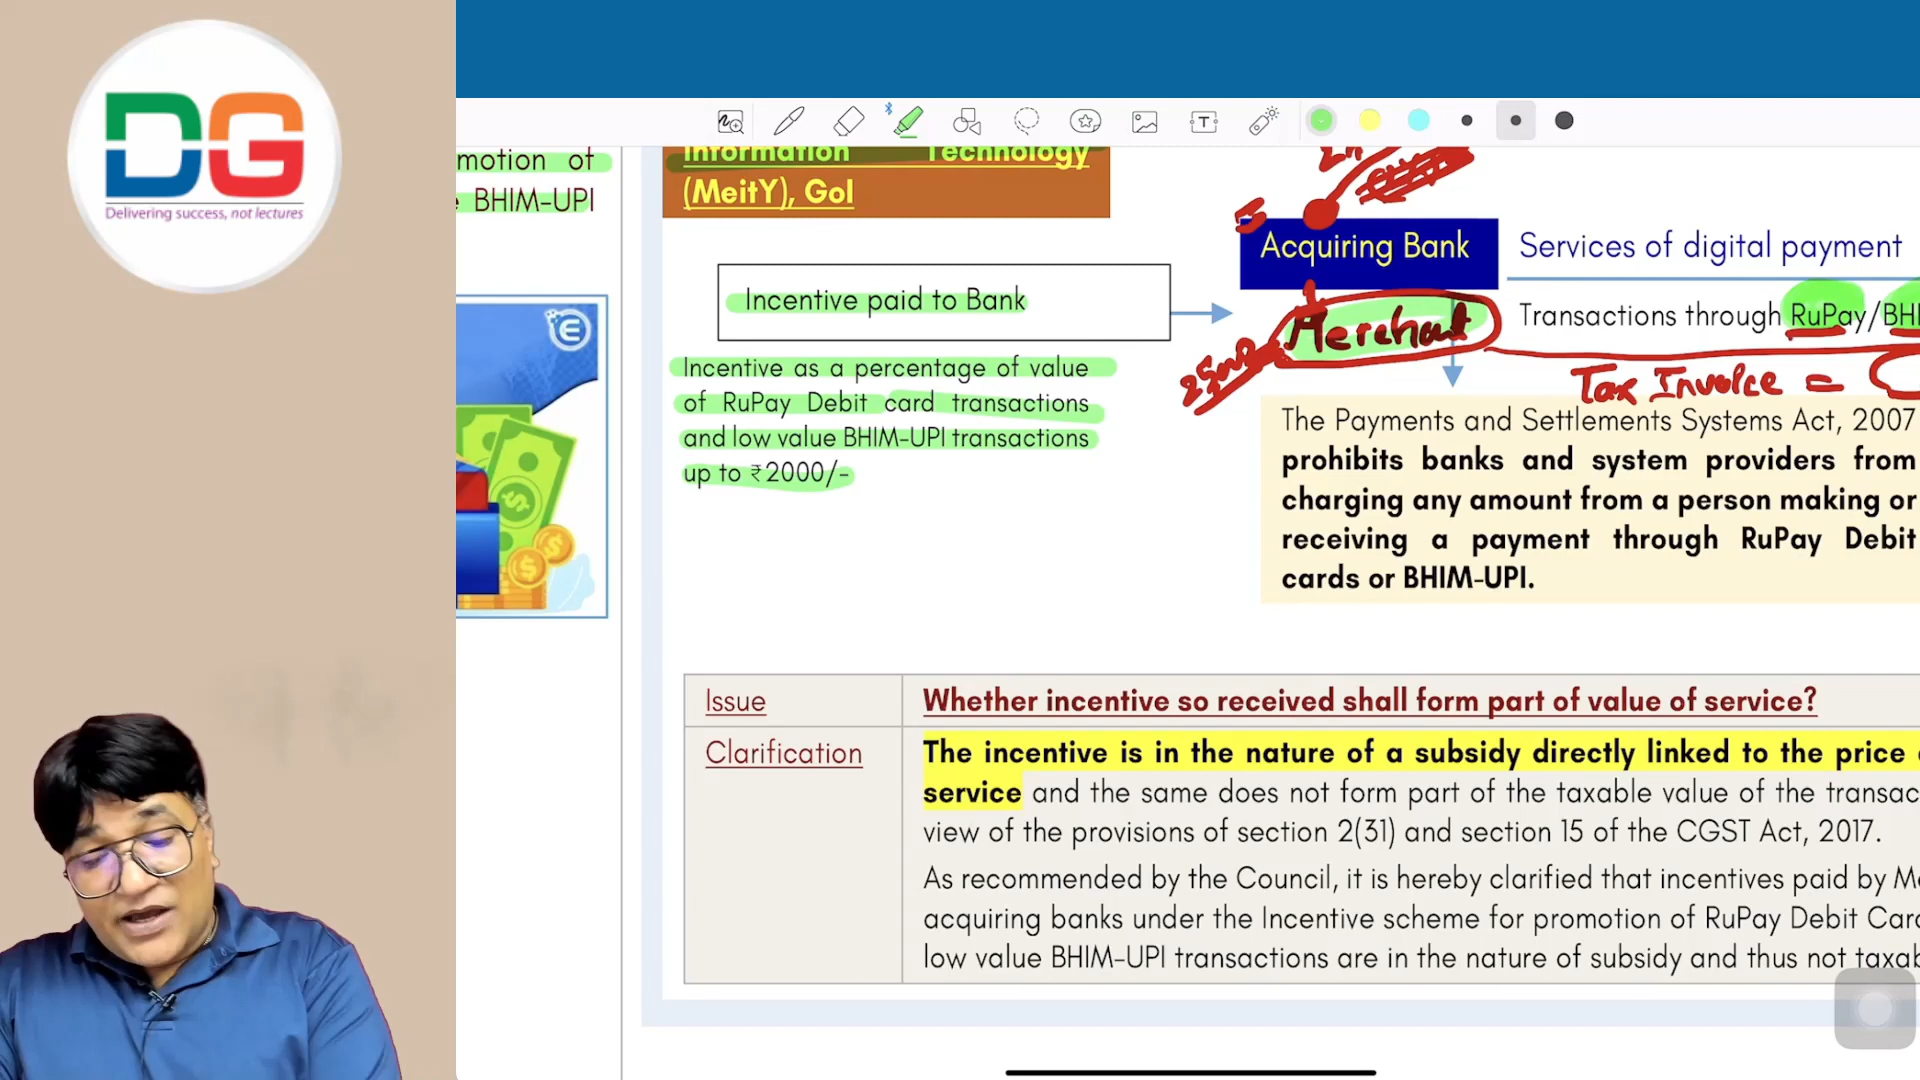 DG
Delivering success, not lectures
motion of
BHIM-UPI
Information Technology
(MeitY), GoI
Incentive paid to Bank
Incentive as a percentage of value
of RuPay Debit card transactions
and low value BHIM-UPI transactions
up to ₹2000/-
Acquiring Bank
Merchant
2500
Services of digital payment
Transactions through RuPay/BHI
Tax Invoice =
The Payments and Settlements Systems Act, 2007
prohibits banks and system providers from
charging any amount from a person making or
receiving a payment through RuPay Debit
cards or BHIM-UPI.
Issue
Whether incentive so received shall form part of value of service?
Clarification
The incentive is in the nature of a subsidy directly linked to the price
service and the same does not form part of the taxable value of the transac
view of the provisions of section 2(31) and section 15 of the CGST Act, 2017.
As recommended by the Council, it is hereby clarified that incentives paid by Me
acquiring banks under the Incentive scheme for promotion of RuPay Debit Card
low value BHIM-UPI transactions are in the nature of subsidy and thus not taxab